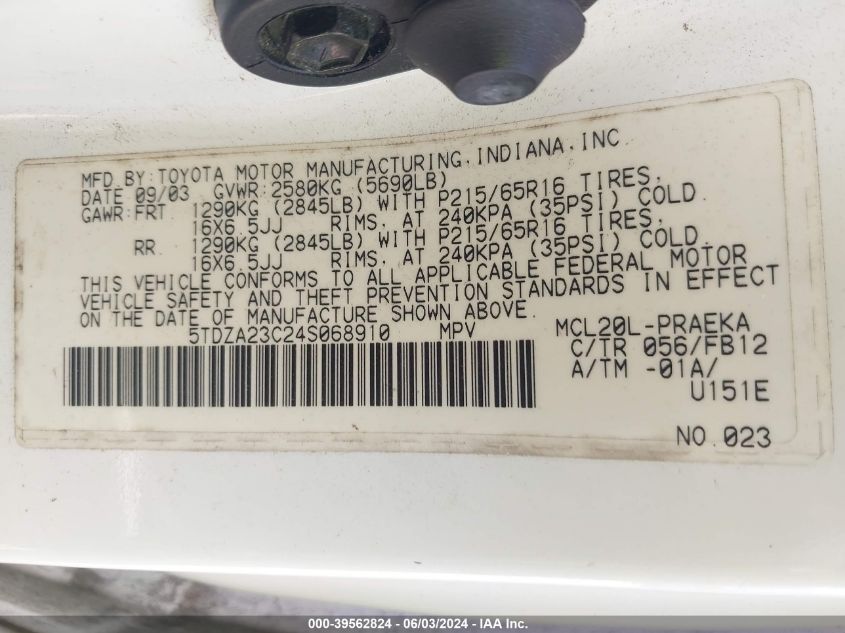 MFD.BY:TOYOTA MOTOR MANUFACTURING,INDIANA,INC
DATE 09/03 GVWR:2580KG (5690LB)
GAWR:FRT 1290KG (2845LB) WITH P215/65R16 TIRES,
16X6.5JJ RIMS, AT 240KPA (35PSI) COLD
RR 1290KG (2845LB) WITH P215/65R16 TIRES,
16X6.5JJ RIMS, AT 240KPA (35PSI) COLD.
THIS VEHICLE CONFORMS TO ALL APPLICABLE FEDERAL MOTOR
VEHICLE SAFETY AND THEFT PREVENTION STANDARDS IN EFFECT
ON THE DATE OF MANUFACTURE SHOWN ABOVE.
5TDZA23C24S068910 MPV MCL20L-PRAEKA
C/TR 056/FB12
A/TM -01A/
U151E
NO.023
000-39562824 / 06/03/2024 - IAA Inc.